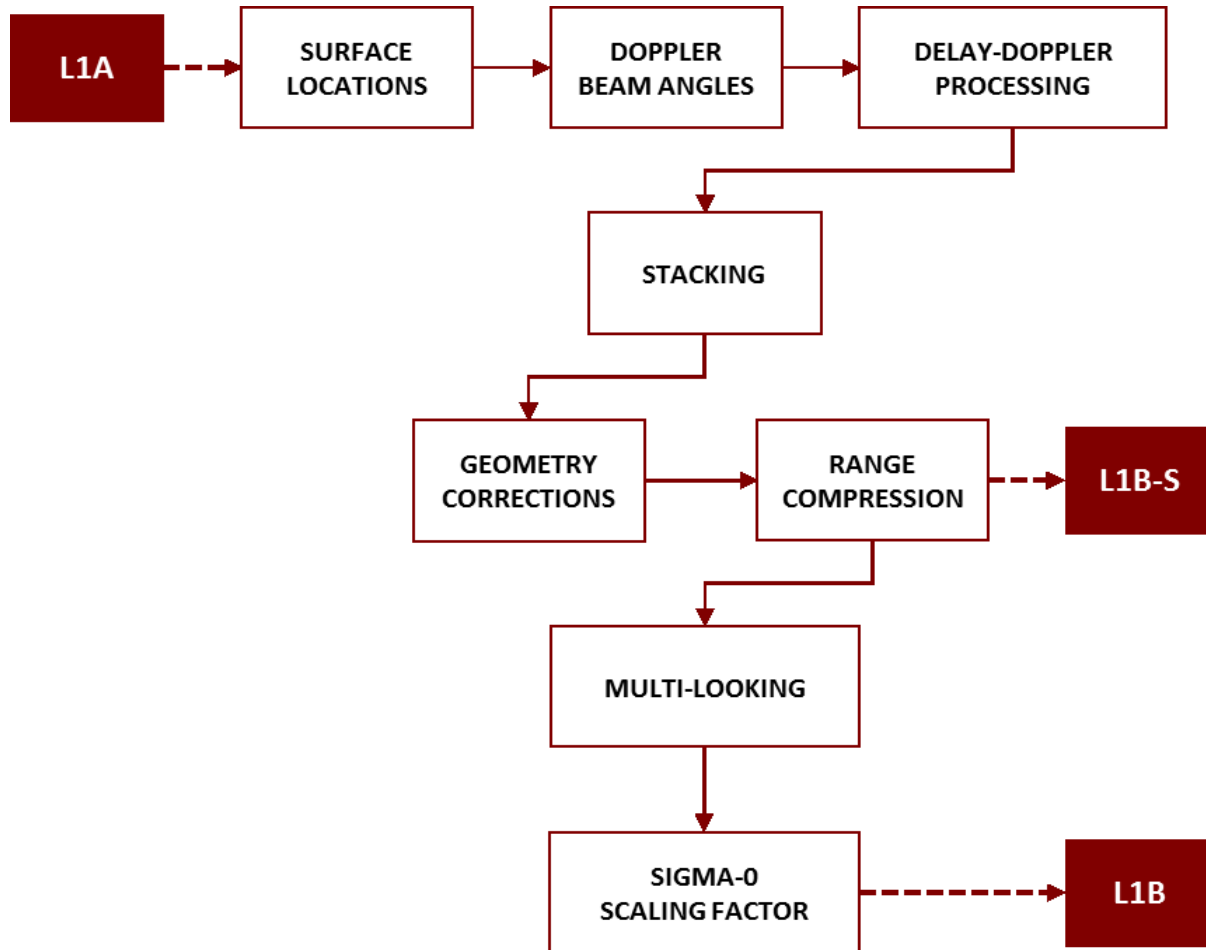 L1A
SURFACE
LOCATIONS
DOPPLER
BEAM ANGLES
DELAY-DOPPLER
PROCESSING
STACKING
GEOMETRY
CORRECTIONS
RANGE
COMPRESSION
L1B-S
MULTI-LOOKING
SIGMA-0
SCALING FACTOR
L1B